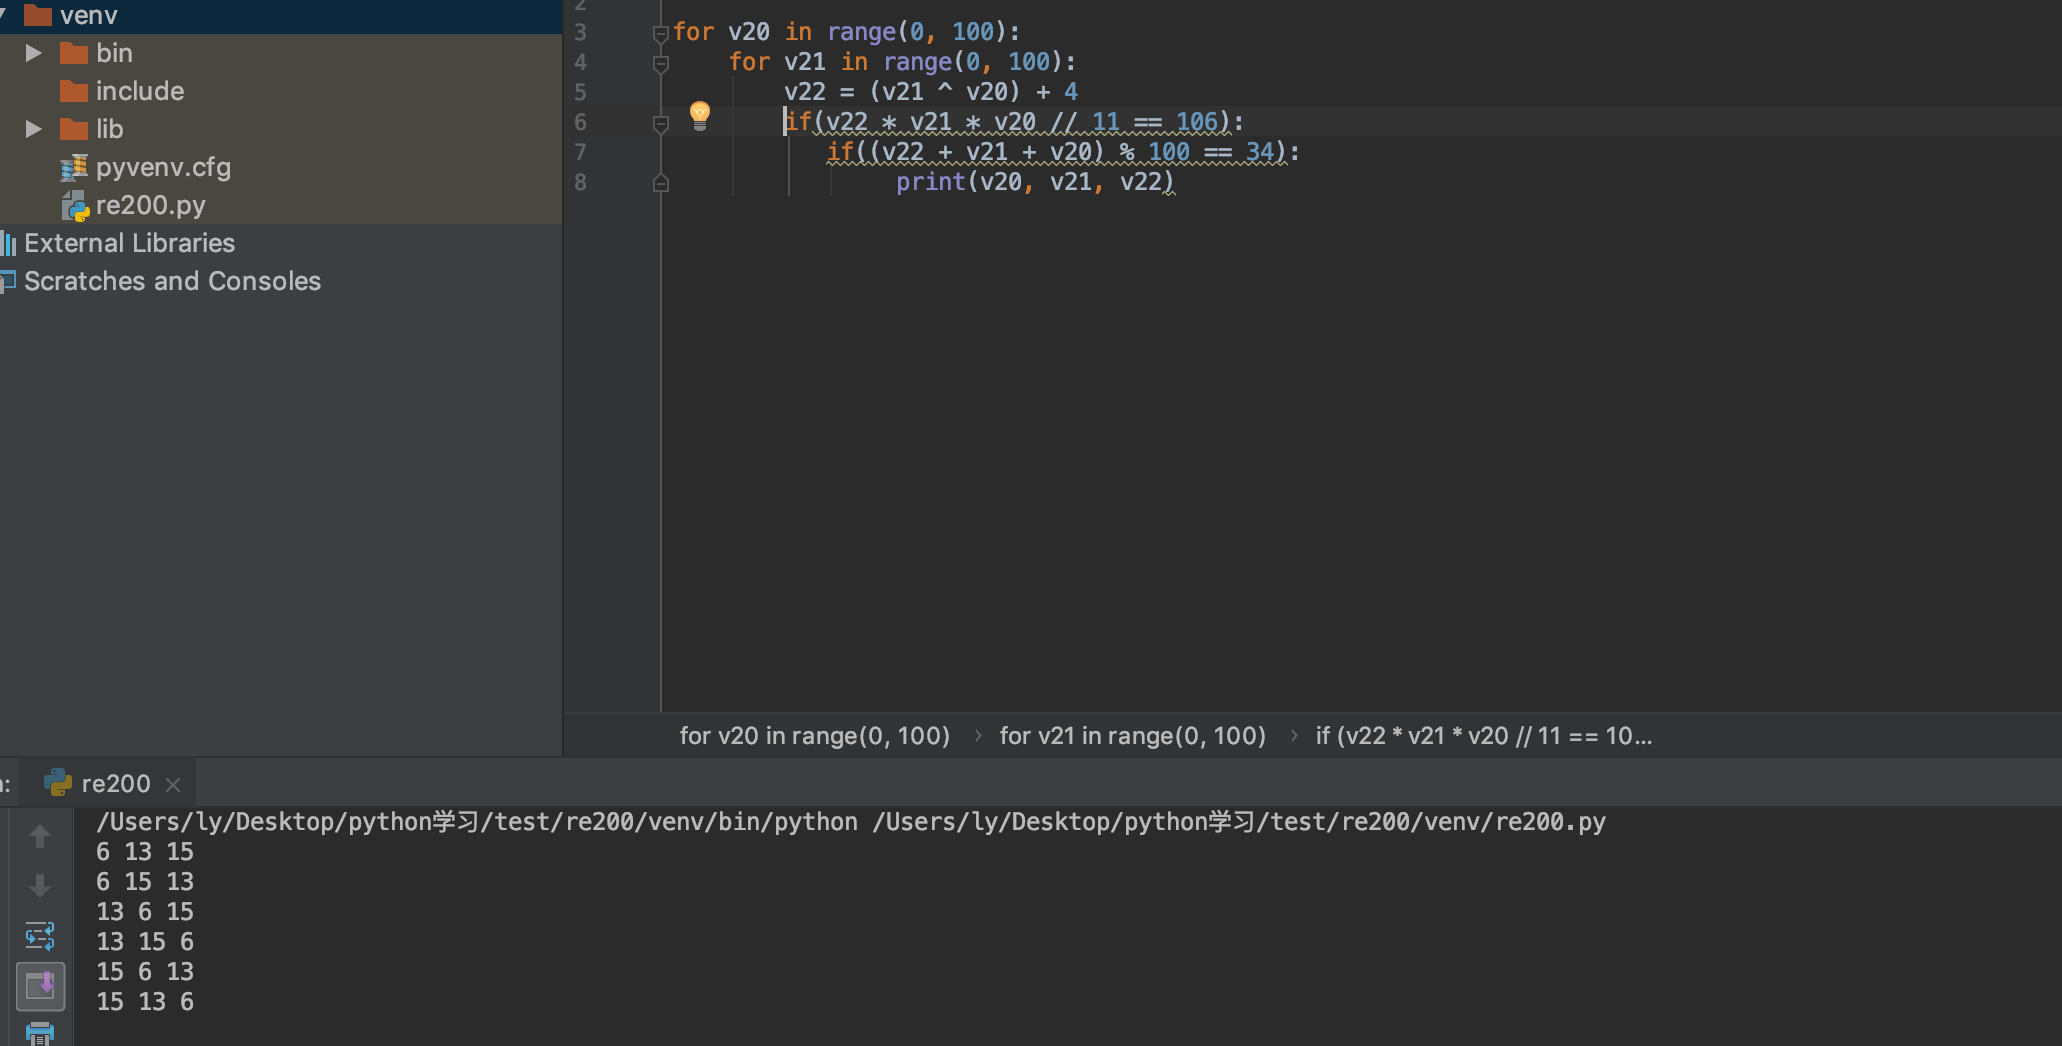 venv
bin
include
lib
pyvenv.cfg
re200.py
External Libraries
Scratches and Consoles
2
3 for v20 in range(0, 100):
4 for v21 in range(0, 100):
5 v22 = (v21 ^ v20) + 4
6 if(v22 * v21 * v20 // 11 == 106):
7 if((v22 + v21 + v20) % 100 == 34):
8 print(v20, v21, v22)
for v20 in range(0, 100) › for v21 in range(0, 100) › if (v22 * v21 * v20 // 11 == 10...
re200 ×
/Users/ly/Desktop/python学习/test/re200/venv/bin/python /Users/ly/Desktop/python学习/test/re200/venv/re200.py
6 13 15
6 15 13
13 6 15
13 15 6
15 6 13
15 13 6